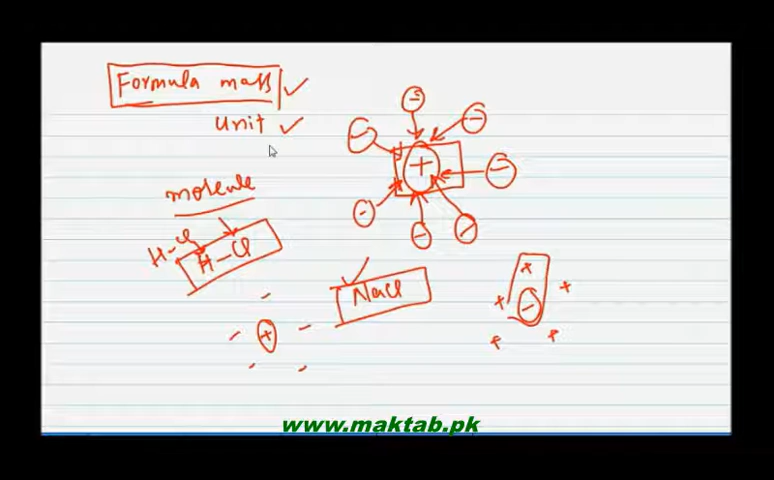 Formula mass
unit
molecule
H-Cl
H-Cl
NaCl
www.maktab.pk